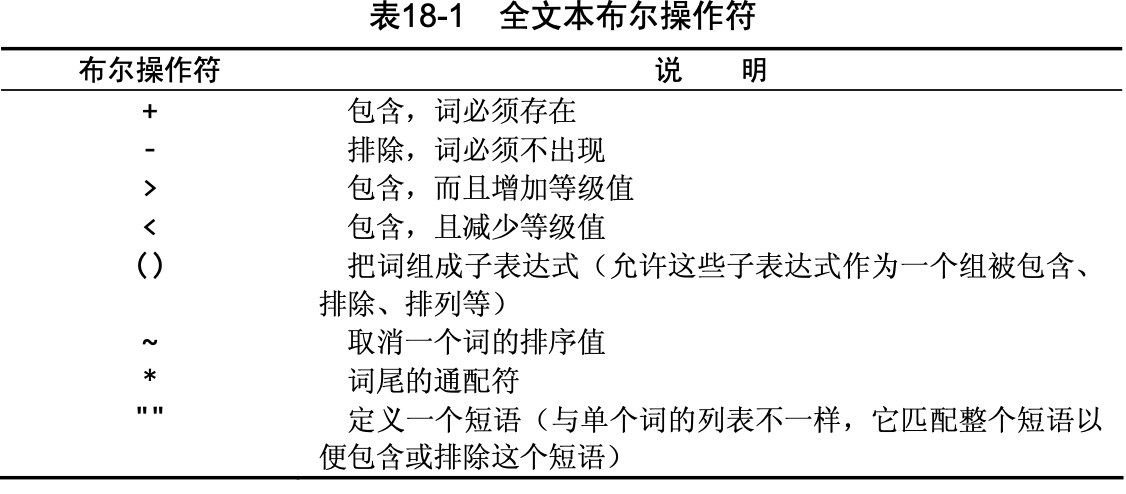 表18-1 全文本布尔操作符
布尔操作符 说 明
+ 包含，词必须存在
- 排除，词必须不出现
> 包含，而且增加等级值
< 包含，且减少等级值
() 把词组成子表达式（允许这些子表达式作为一个组被包含、
排除、排列等）
~ 取消一个词的排序值
* 词尾的通配符
"" 定义一个短语（与单个词的列表不一样，它匹配整个短语以
便包含或排除这个短语）